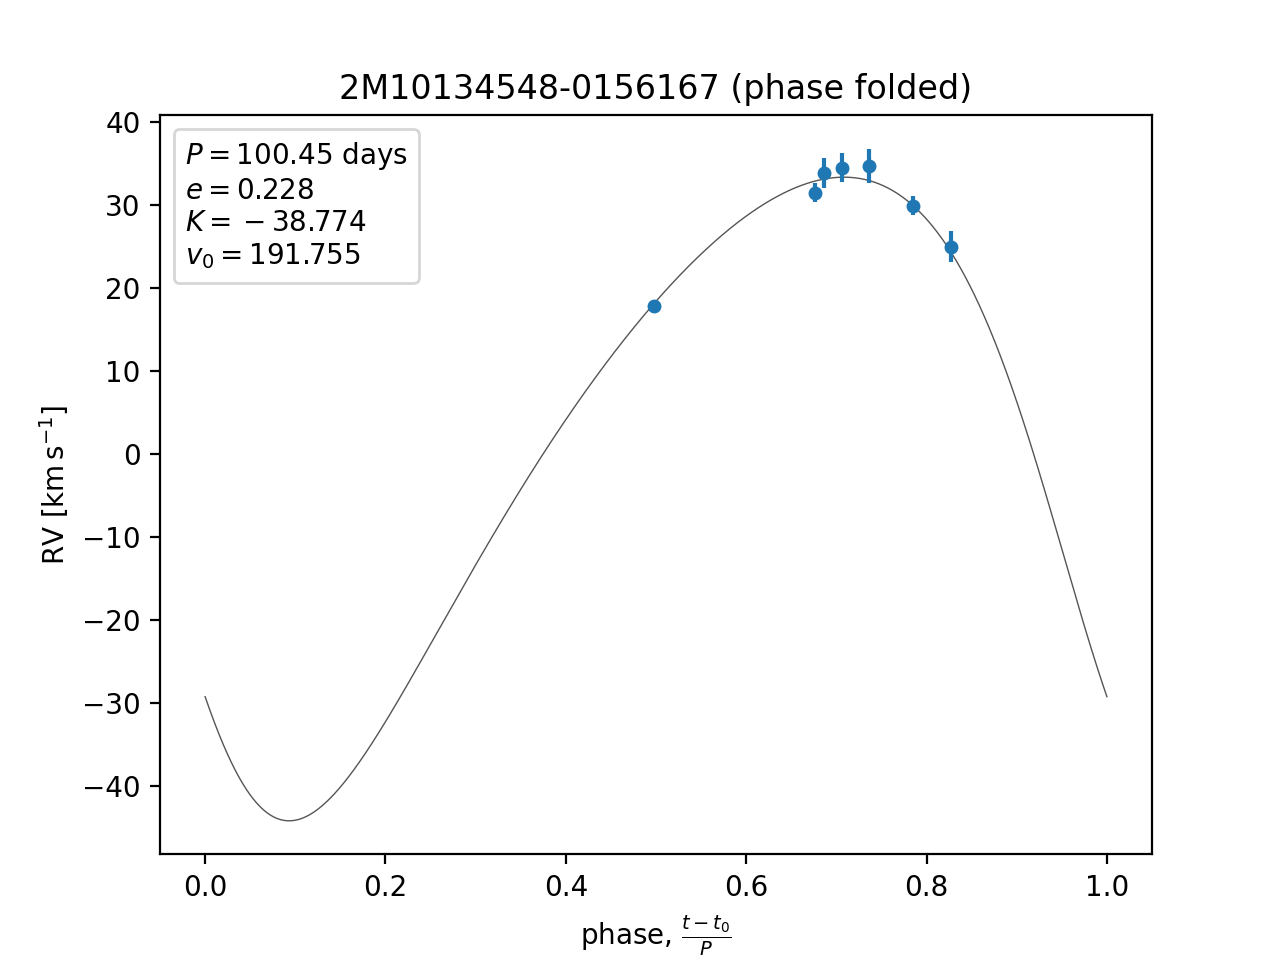 2M10134548-0156167 (phase folded)
P = 100.45 days
e = 0.228
K = −38.774
v₀ = 191.755
40
30
20
10
0
−10
−20
−30
−40
RV [km s⁻¹]
0.0 0.2 0.4 0.6 0.8 1.0
phase, (t − t₀)/P